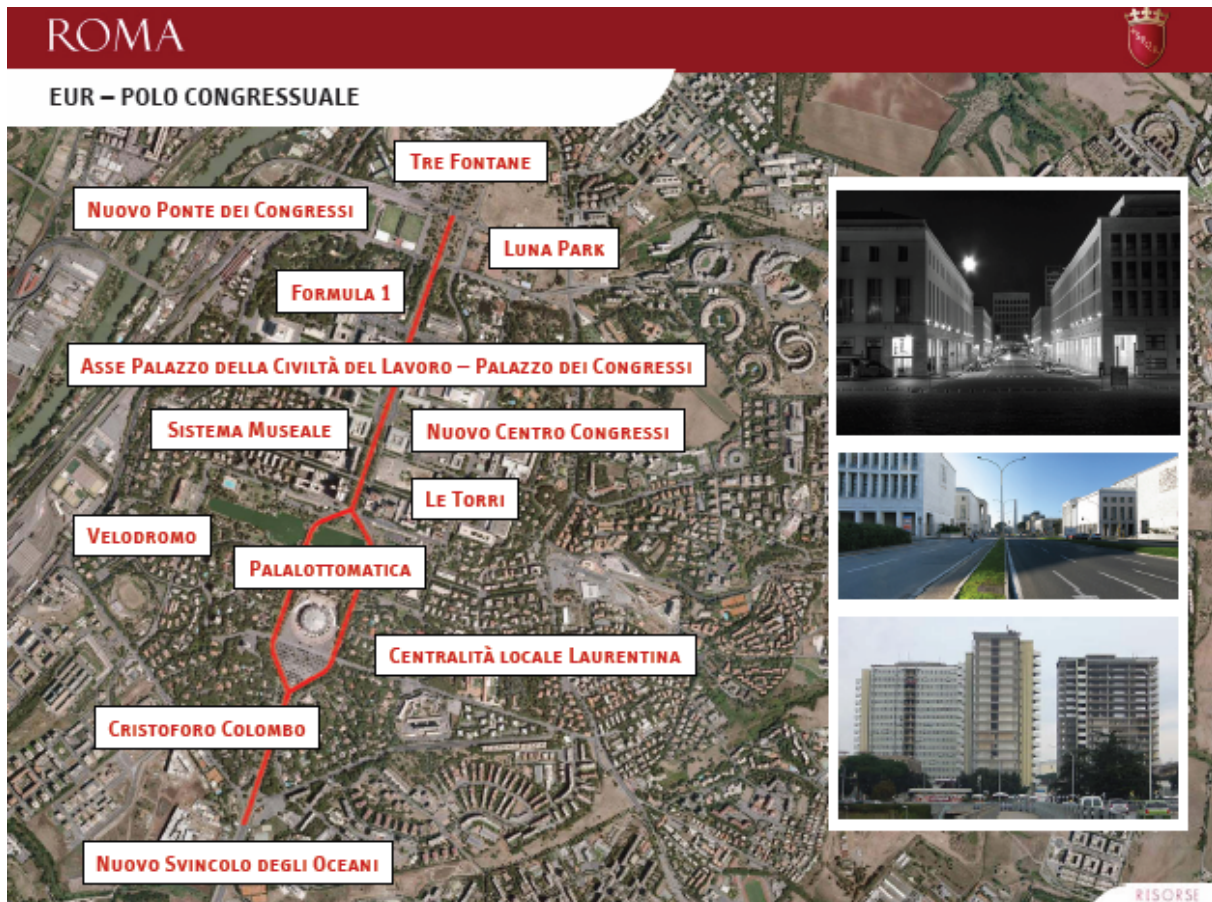 ROMA
EUR – POLO CONGRESSUALE
TRE FONTANE
NUOVO PONTE DEI CONGRESSI
LUNA PARK
FORMULA 1
ASSE PALAZZO DELLA CIVILTÀ DEL LAVORO – PALAZZO DEI CONGRESSI
SISTEMA MUSEALE
NUOVO CENTRO CONGRESSI
LE TORRI
VELODROMO
PALALOTTOMATICA
CENTRALITÀ LOCALE LAURENTINA
CRISTOFORO COLOMBO
NUOVO SVINCOLO DEGLI OCEANI
RISORSE